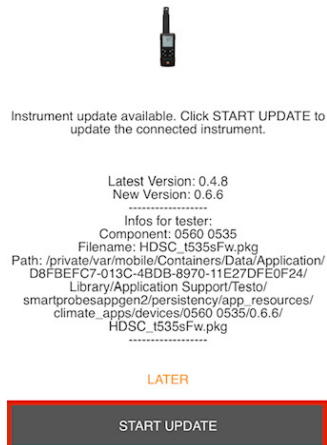 Instrument update available. Click START UPDATE to
update the connected instrument.
Latest Version: 0.4.8
New Version: 0.6.6
------------------
Infos for tester:
Component: 0560 0535
Filename: HDSC_t535sFw.pkg
Path: /private/var/mobile/Containers/Data/Application/
D8FBEFC7-013C-4BDB-8970-11E27DFE0F24/
Library/Application Support/Testo/
smartprobesappgen2/persistency/app_resources/
climate_apps/devices/0560 0535/0.6.6/
HDSC_t535sFw.pkg
------------------
LATER
START UPDATE